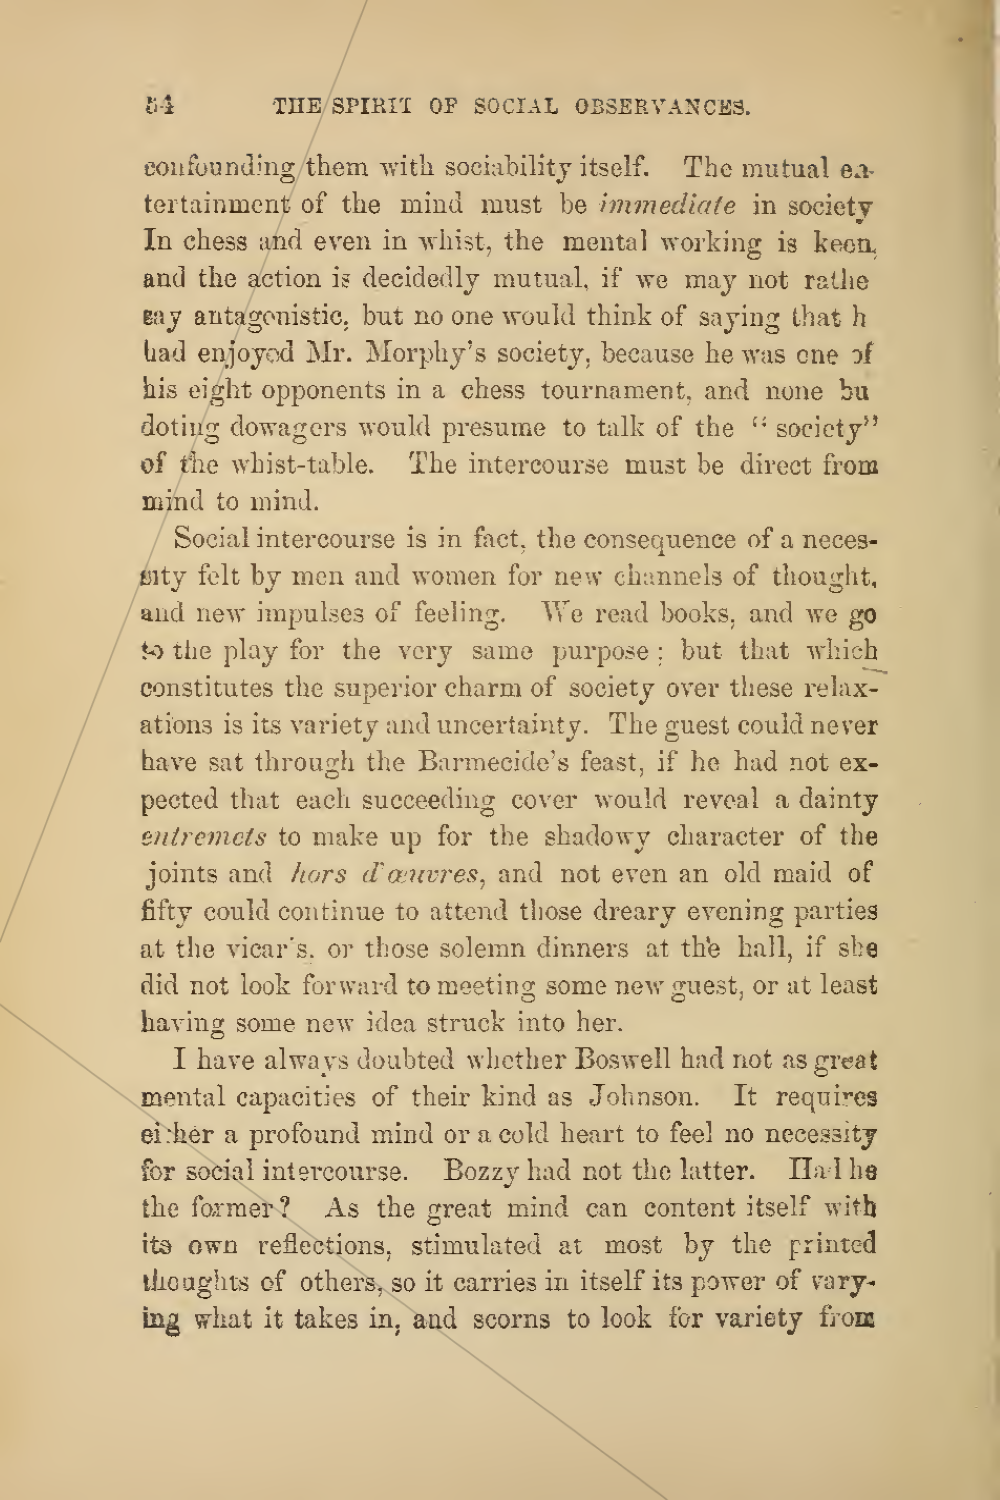 54 THE SPIRIT OF SOCIAL OBSERVANCES.
confounding them with sociability itself. The mutual en-
tertainment of the mind must be immediate in society
In chess and even in whist, the mental working is keen,
and the action is decidedly mutual, if we may not rathe
say antagonistic, but no one would think of saying that h
had enjoyed Mr. Morphy's society, because he was one of
his eight opponents in a chess tournament, and none bu
doting dowagers would presume to talk of the “society”
of the whist-table. The intercourse must be direct from
mind to mind.
Social intercourse is in fact, the consequence of a neces-
sity felt by men and women for new channels of thought,
and new impulses of feeling. We read books, and we go
to the play for the very same purpose; but that which
constitutes the superior charm of society over these relax-
ations is its variety and uncertainty. The guest could never
have sat through the Barmecide's feast, if he had not ex-
pected that each succeeding cover would reveal a dainty
entremets to make up for the shadowy character of the
joints and hors d'œuvres, and not even an old maid of
fifty could continue to attend those dreary evening parties
at the vicar's. or those solemn dinners at the hall, if she
did not look forward to meeting some new guest, or at least
having some new idea struck into her.
I have always doubted whether Boswell had not as great
mental capacities of their kind as Johnson. It requires
either a profound mind or a cold heart to feel no necessity
for social intercourse. Bozzy had not the latter. Had he
the former? As the great mind can content itself with
its own reflections, stimulated at most by the printed
thoughts of others, so it carries in itself its power of vary-
ing what it takes in, and scorns to look for variety from